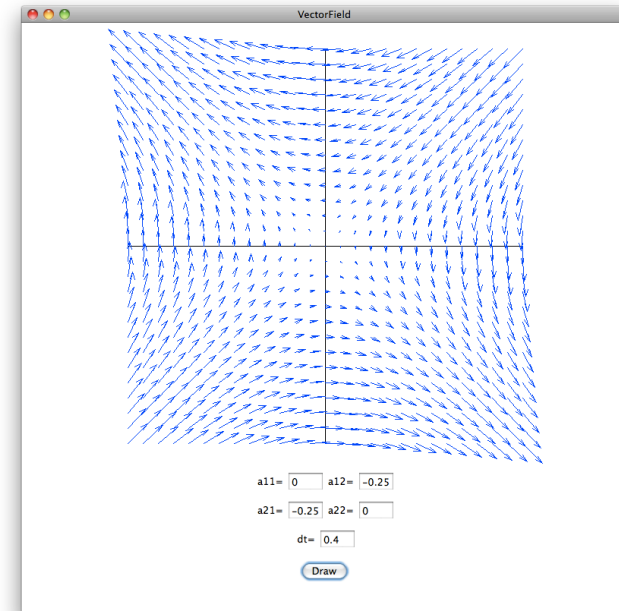 VectorField
a11= 0 a12= -0.25
a21= -0.25 a22= 0
dt= 0.4
Draw